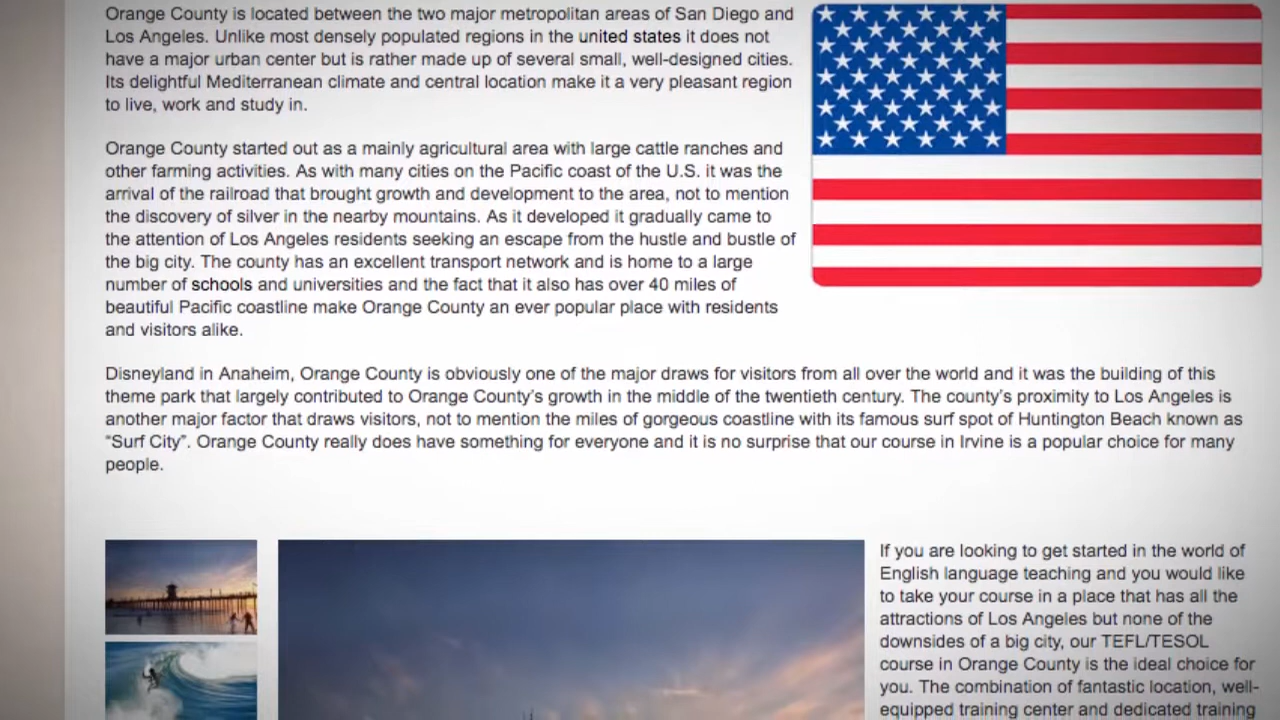 Orange County is located between the two major metropolitan areas of San Diego and
Los Angeles. Unlike most densely populated regions in the united states it does not
have a major urban center but is rather made up of several small, well-designed cities.
Its delightful Mediterranean climate and central location make it a very pleasant region
to live, work and study in.
Orange County started out as a mainly agricultural area with large cattle ranches and
other farming activities. As with many cities on the Pacific coast of the U.S. it was the
arrival of the railroad that brought growth and development to the area, not to mention
the discovery of silver in the nearby mountains. As it developed it gradually came to
the attention of Los Angeles residents seeking an escape from the hustle and bustle of
the big city. The county has an excellent transport network and is home to a large
number of schools and universities and the fact that it also has over 40 miles of
beautiful Pacific coastline make Orange County an ever popular place with residents
and visitors alike.
Disneyland in Anaheim, Orange County is obviously one of the major draws for visitors from all over the world and it was the building of this
theme park that largely contributed to Orange County’s growth in the middle of the twentieth century. The county’s proximity to Los Angeles is
another major factor that draws visitors, not to mention the miles of gorgeous coastline with its famous surf spot of Huntington Beach known as
“Surf City”. Orange County really does have something for everyone and it is no surprise that our course in Irvine is a popular choice for many
people.
If you are looking to get started in the world of
English language teaching and you would like
to take your course in a place that has all the
attractions of Los Angeles but none of the
downsides of a big city, our TEFL/TESOL
course in Orange County is the ideal choice for
you. The combination of fantastic location, well-
equipped training center and dedicated training